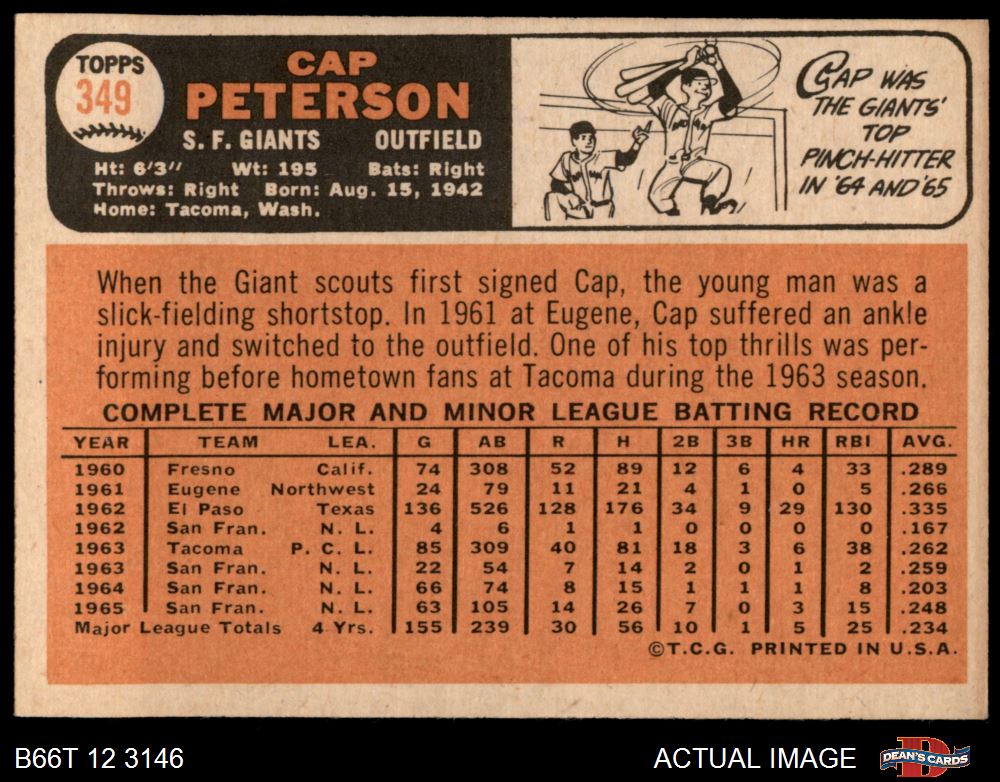 TOPPS
349
CAP
PETERSON
S. F. GIANTS OUTFIELD
Ht: 6'3" Wt: 195 Bats: Right
Throws: Right Born: Aug. 15, 1942
Home: Tacoma, Wash.
CAP WAS
THE GIANTS'
TOP
PINCH-HITTER
IN '64 AND '65
When the Giant scouts first signed Cap, the young man was a
slick-fielding shortstop. In 1961 at Eugene, Cap suffered an ankle
injury and switched to the outfield. One of his top thrills was per-
forming before hometown fans at Tacoma during the 1963 season.
COMPLETE MAJOR AND MINOR LEAGUE BATTING RECORD
YEAR TEAM LEA. G AB R H 2B 3B HR RBI AVG.
1960 Fresno Calif. 74 308 52 89 12 6 4 33 .289
1961 Eugene Northwest 24 79 11 21 4 1 0 5 .266
1962 El Paso Texas 136 526 128 176 34 9 29 130 .335
1962 San Fran. N. L. 4 6 1 1 0 0 0 0 .167
1963 Tacoma P. C. L. 85 309 40 81 18 3 6 38 .262
1963 San Fran. N. L. 22 54 7 14 2 0 1 2 .259
1964 San Fran. N. L. 66 74 8 15 1 1 1 8 .203
1965 San Fran. N. L. 63 105 14 26 7 0 3 15 .248
Major League Totals 4 Yrs. 155 239 30 56 10 1 5 25 .234
©T.C.G. PRINTED IN U.S.A.
B66T 12 3146 ACTUAL IMAGE DEAN'S CARDS